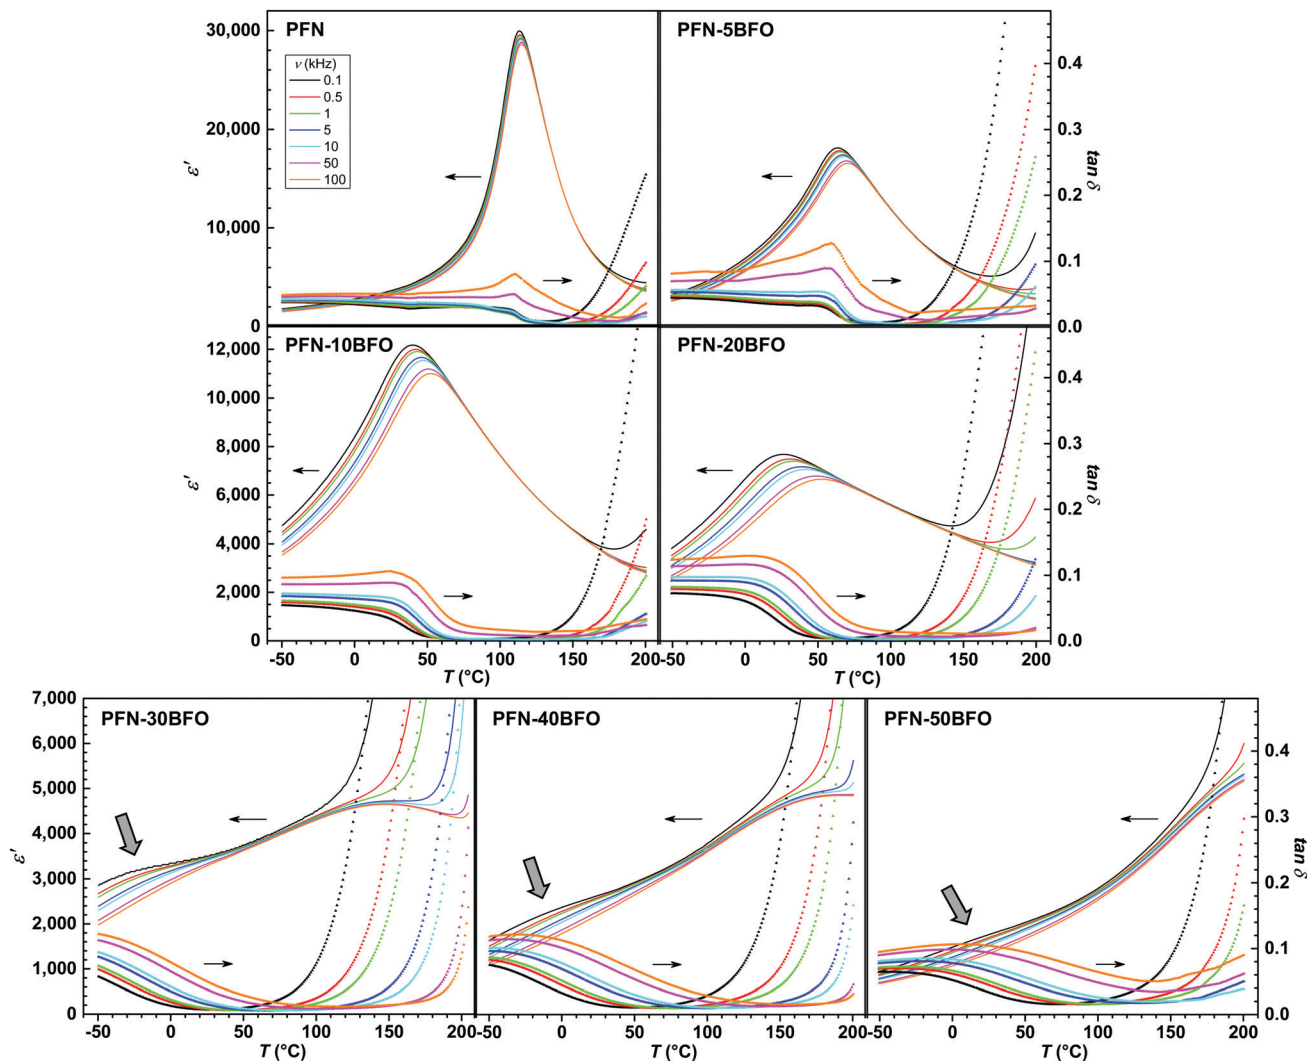 PFN
PFN-5BFO
30,000
20,000
10,000
0
ε′
ν (kHz)
0.1
0.5
1
5
10
50
100
0.4
0.3
0.2
0.1
0.0
tan δ
PFN-10BFO
PFN-20BFO
12,000
10,000
8,000
6,000
4,000
2,000
0
ε′
0.4
0.3
0.2
0.1
0.0
tan δ
-50 0 50 100 150 200 -50 0 50 100 150 200
T (°C) T (°C)
PFN-30BFO
PFN-40BFO
PFN-50BFO
7,000
6,000
5,000
4,000
3,000
2,000
1,000
0
ε′
0.4
0.3
0.2
0.1
0.0
tan δ
-50 0 50 100 150 200 -50 0 50 100 150 200 -50 0 50 100 150 200
T (°C) T (°C) T (°C)